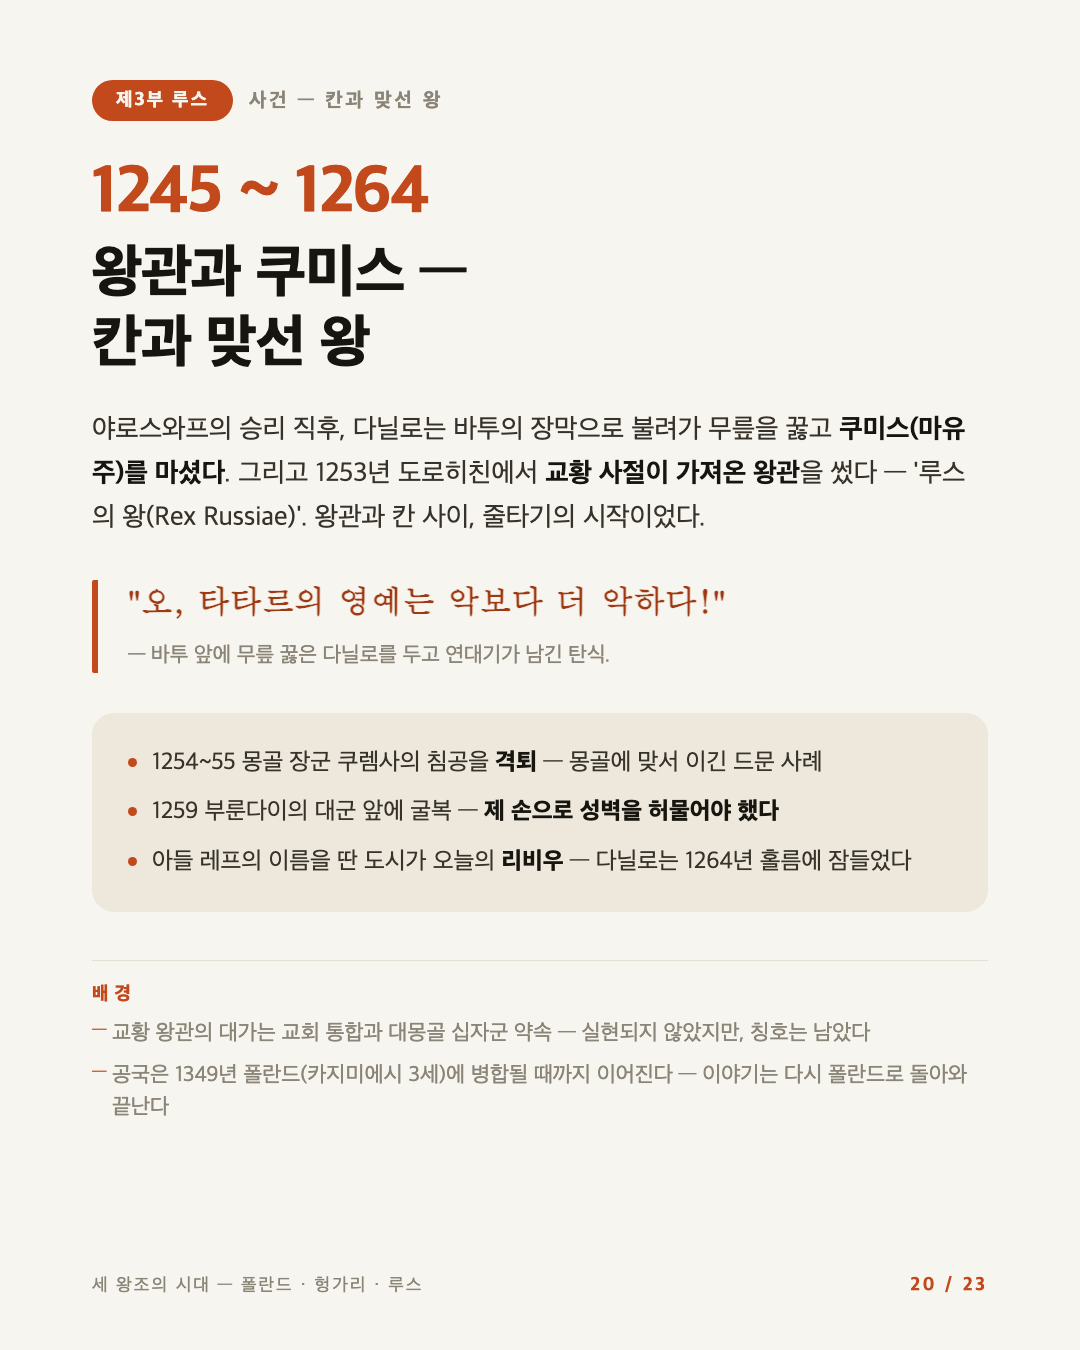 제3부 루스 사건 — 칸과 맞선 왕
1245 ~ 1264
왕관과 쿠미스 —
칸과 맞선 왕
야로스와프의 승리 직후, 다닐로는 바투의 장막으로 불려가 무릎을 꿇고 쿠미스(마유
주)를 마셨다. 그리고 1253년 도로히친에서 교황 사절이 가져온 왕관을 썼다 — '루스
의 왕(Rex Russiae)'. 왕관과 칸 사이, 줄타기의 시작이었다.
"오, 타타르의 영예는 악보다 더 악하다!"
— 바투 앞에 무릎 꿇은 다닐로를 두고 연대기가 남긴 탄식.
• 1254~55 몽골 장군 쿠렘사의 침공을 격퇴 — 몽골에 맞서 이긴 드문 사례
• 1259 부룬다이의 대군 앞에 굴복 — 제 손으로 성벽을 허물어야 했다
• 아들 레프의 이름을 딴 도시가 오늘의 리비우 — 다닐로는 1264년 홀름에 잠들었다
배경
— 교황 왕관의 대가는 교회 통합과 대몽골 십자군 약속 — 실현되지 않았지만, 칭호는 남았다
— 공국은 1349년 폴란드(카지미에시 3세)에 병합될 때까지 이어진다 — 이야기는 다시 폴란드로 돌아와
끝난다
세 왕조의 시대 — 폴란드 · 헝가리 · 루스
20 / 23